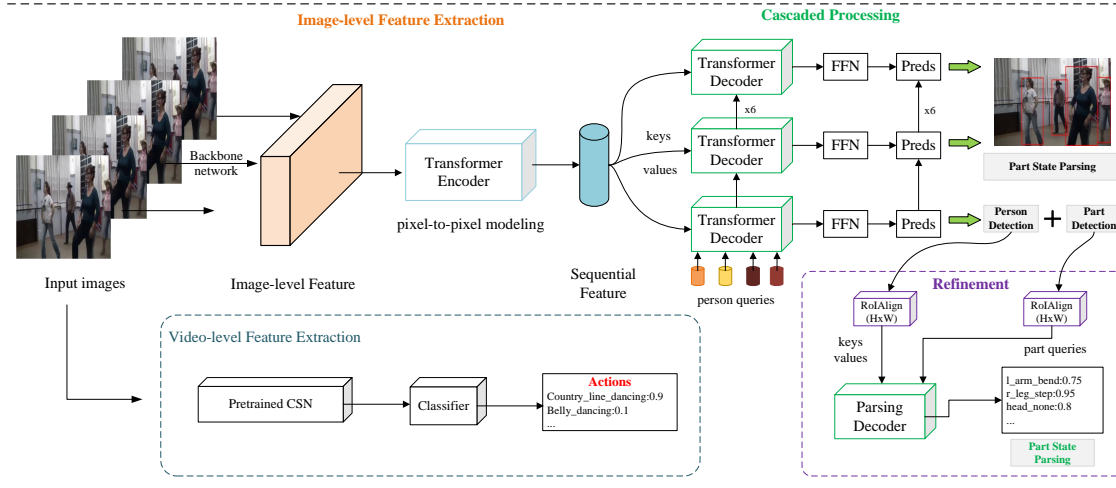 Image-level Feature Extraction
Cascaded Processing
Transformer
Decoder
FFN
Preds
x6
x6
Backbone
network
keys
values
Transformer
Encoder
Transformer
Decoder
FFN
Preds
Part State Parsing
pixel-to-pixel modeling
Transformer
Decoder
FFN
Preds
Person
Detection
+
Part
Detection
Input images
Image-level Feature
Sequential
Feature
person queries
Refinement
RoIAlign
(HxW)
RoIAlign
(HxW)
keys
values
part queries
Video-level Feature Extraction
Pretrained CSN
Classifier
Actions
Country_line_dancing:0.9
Belly_dancing:0.1
...
Parsing
Decoder
l_arm_bend:0.75
r_leg_step:0.95
head_none:0.8
...
Part State
Parsing